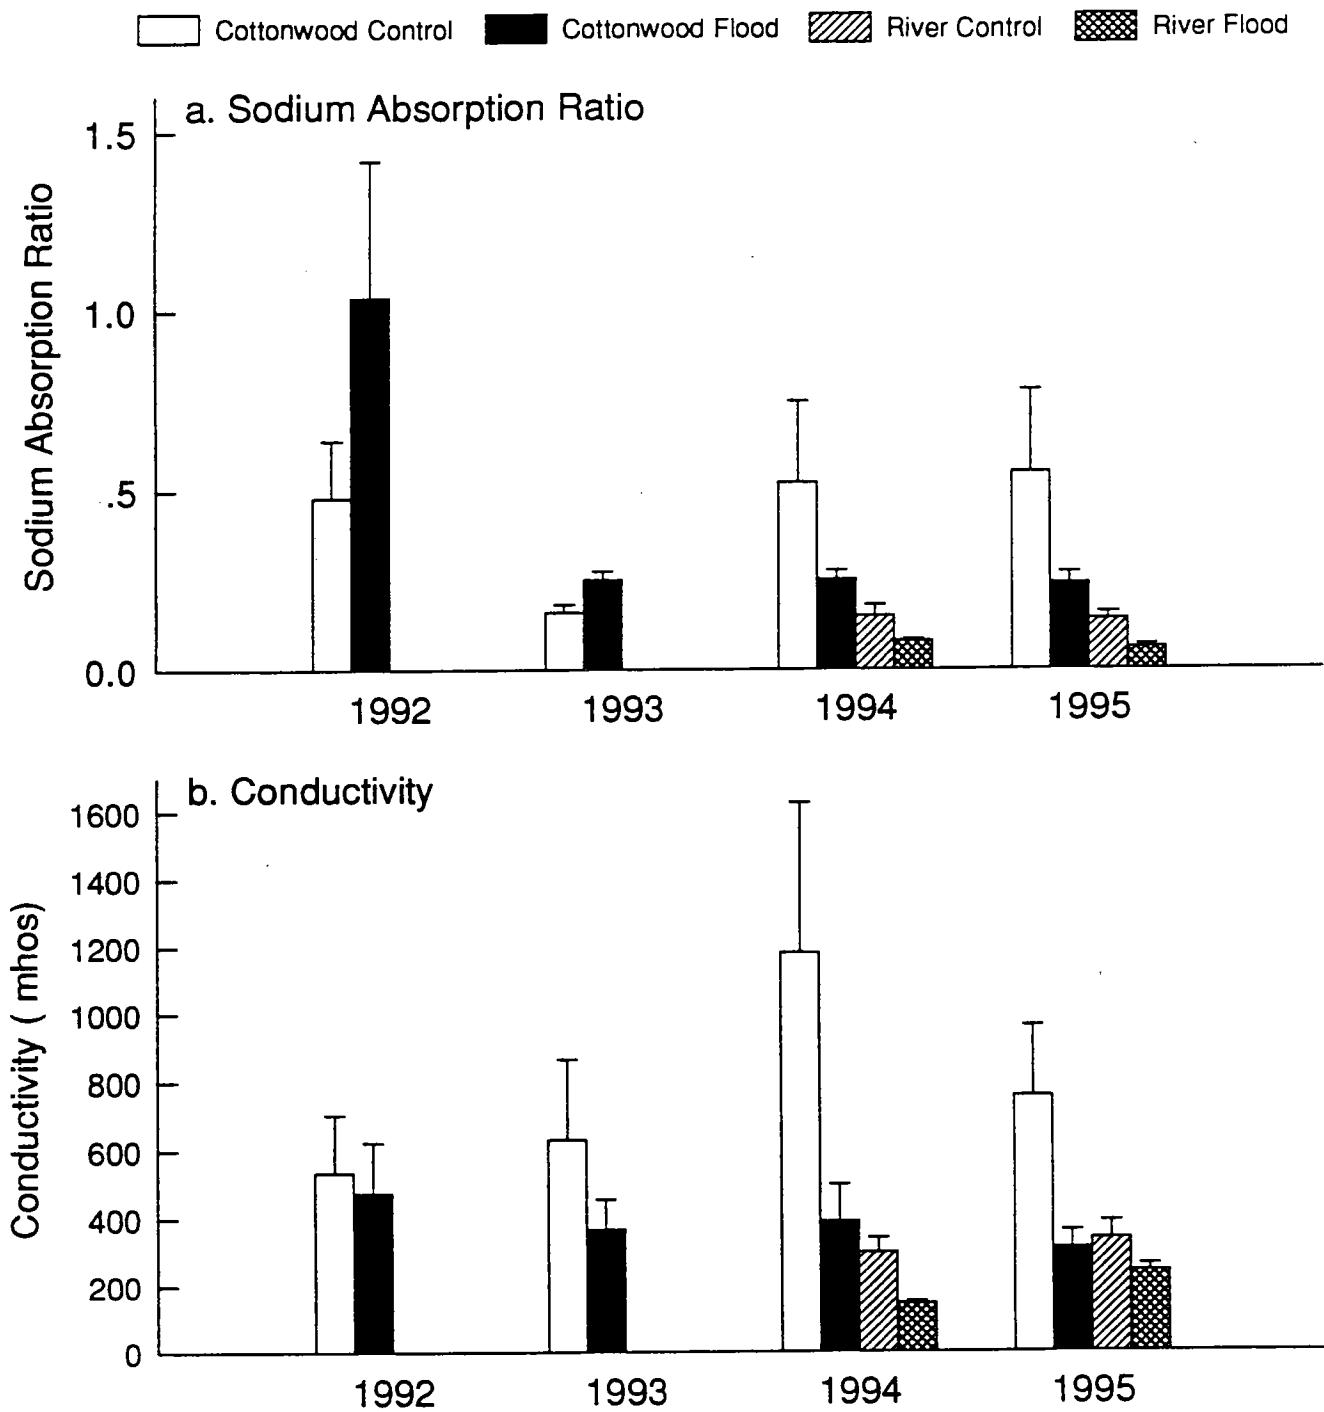 Cottonwood Control Cottonwood Flood River Control River Flood
a. Sodium Absorption Ratio
Sodium Absorption Ratio
1.5
1.0
.5
0.0
1992 1993 1994 1995
b. Conductivity
Conductivity ( mhos)
1600
1400
1200
1000
800
600
400
200
0
1992 1993 1994 1995